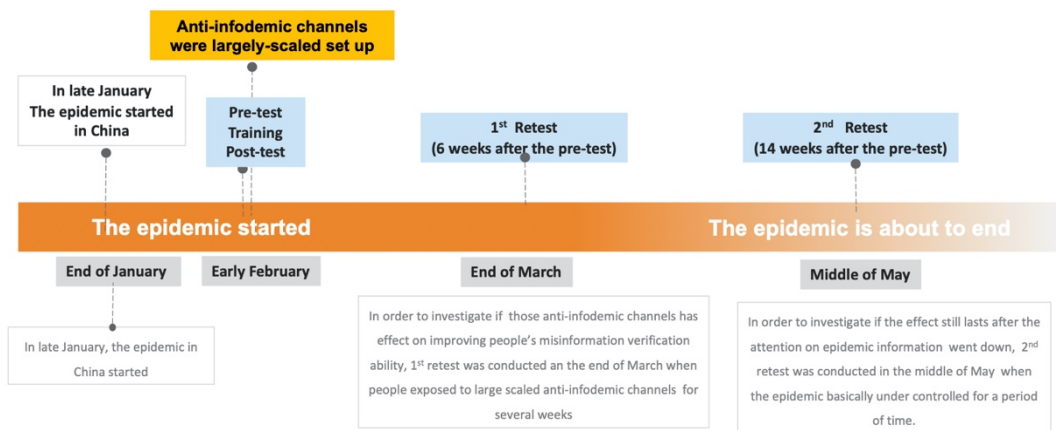 Anti-infodemic channels
were largely-scaled set up
In late January
The epidemic started
in China
Pre-test
Training
Post-test
1st Retest
(6 weeks after the pre-test)
2nd Retest
(14 weeks after the pre-test)
The epidemic started
The epidemic is about to end
End of January
Early February
End of March
Middle of May
In late January, the epidemic in
China started
In order to investigate if those anti-infodemic channels has
effect on improving people's misinformation verification
ability, 1st retest was conducted an the end of March when
people exposed to large scaled anti-infodemic channels for
several weeks
In order to investigate if the effect still lasts after the
attention on epidemic information went down, 2nd
retest was conducted in the middle of May when
the epidemic basically under controlled for a period
of time.